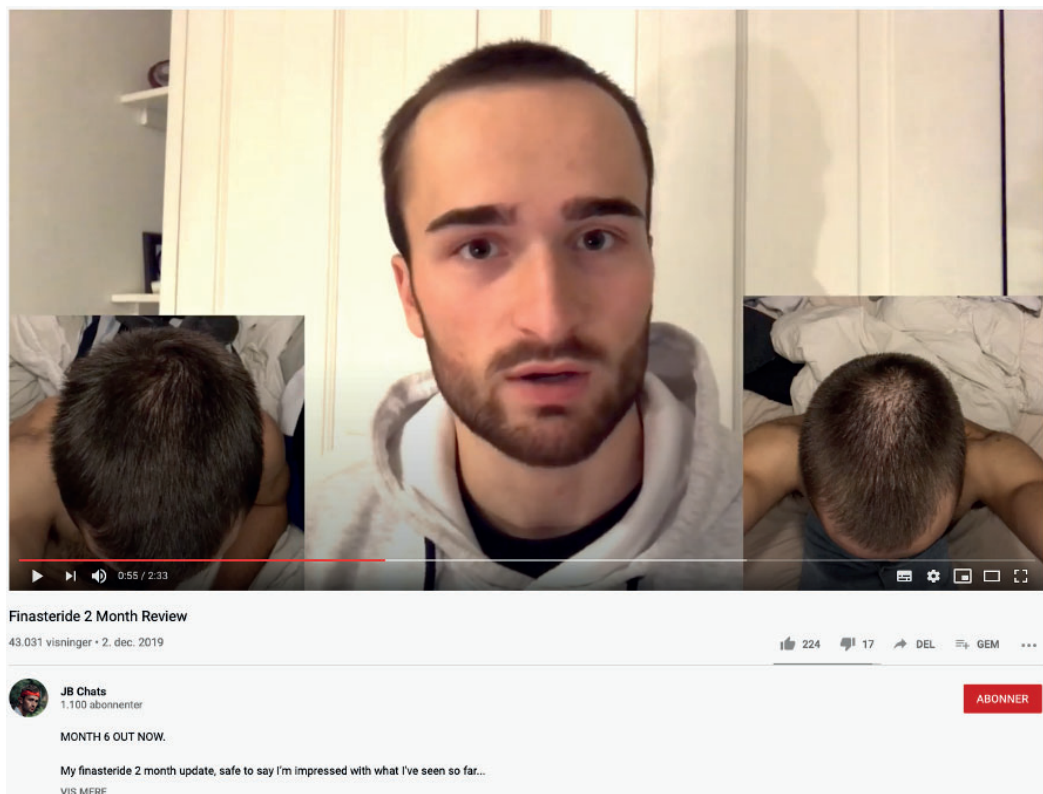 0:55 / 2:33
Finasteride 2 Month Review
43.031 visninger • 2. dec. 2019
224 17 DEL GEM
JB Chats
1.100 abonnenter
ABONNER
MONTH 6 OUT NOW.
My finasteride 2 month update, safe to say I'm impressed with what I've seen so far...
VIS MERE